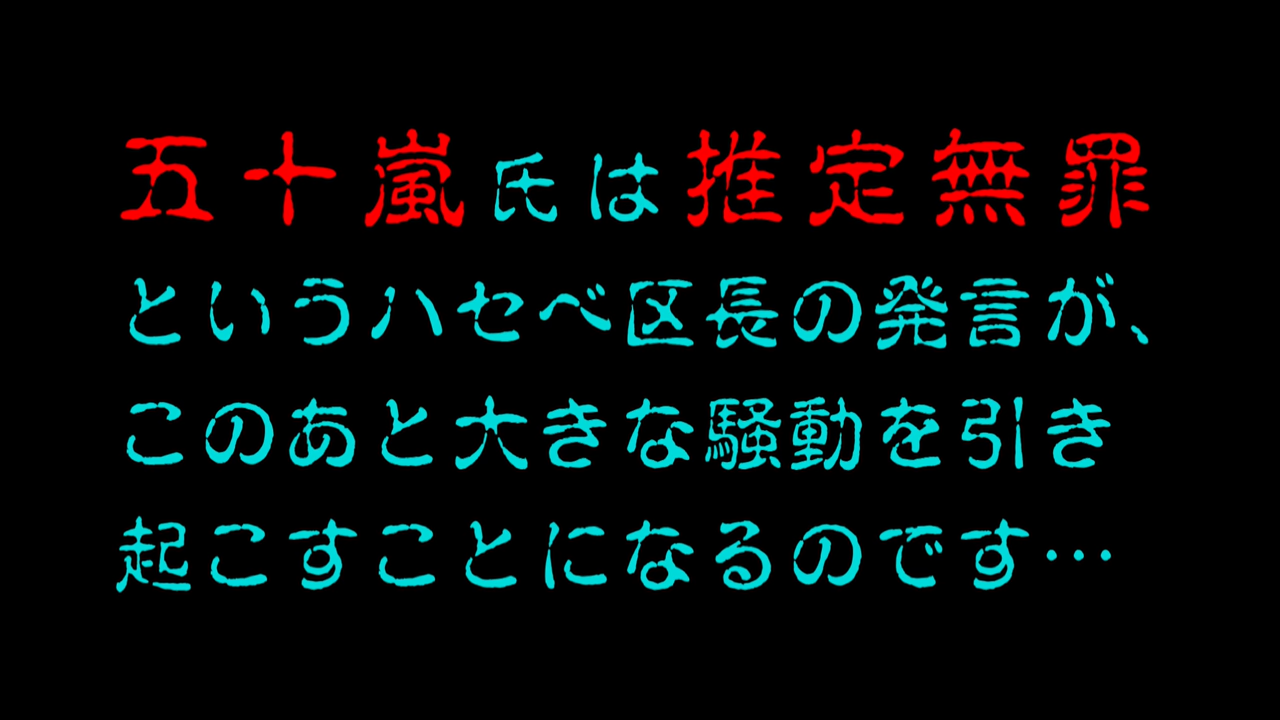 五十嵐氏は推定無罪
というハセベ区長の発言が、
このあと大きな騒動を引き
起こすことになるのです…